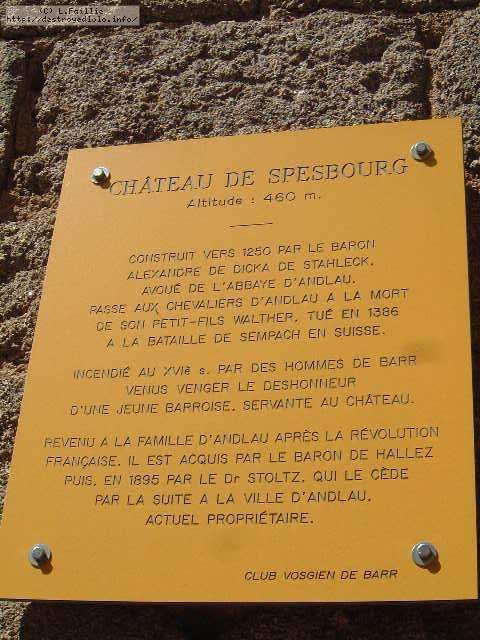 (C) L.Faillie
http://destroyedlolo.info/
CHÂTEAU DE SPESBOURG
Altitude : 460 m.
CONSTRUIT VERS 1250 PAR LE BARON
ALEXANDRE DE DICKA DE STAHLECK,
AVOUÉ DE L'ABBAYE D'ANDLAU.
PASSE AUX CHEVALIERS D'ANDLAU A LA MORT
DE SON PETIT-FILS WALTHER, TUÉ EN 1386
A LA BATAILLE DE SEMPACH EN SUISSE.
INCENDIÉ AU XVIè s. PAR DES HOMMES DE BARR
VENUS VENGER LE DESHONNEUR
D'UNE JEUNE BARROISE, SERVANTE AU CHÂTEAU.
REVENU A LA FAMILLE D'ANDLAU APRÈS LA RÉVOLUTION
FRANÇAISE, IL EST ACQUIS PAR LE BARON DE HALLEZ
PUIS, EN 1895 PAR LE Dr STOLTZ, QUI LE CÈDE
PAR LA SUITE A LA VILLE D'ANDLAU,
ACTUEL PROPRIÉTAIRE.
CLUB VOSGIEN DE BARR